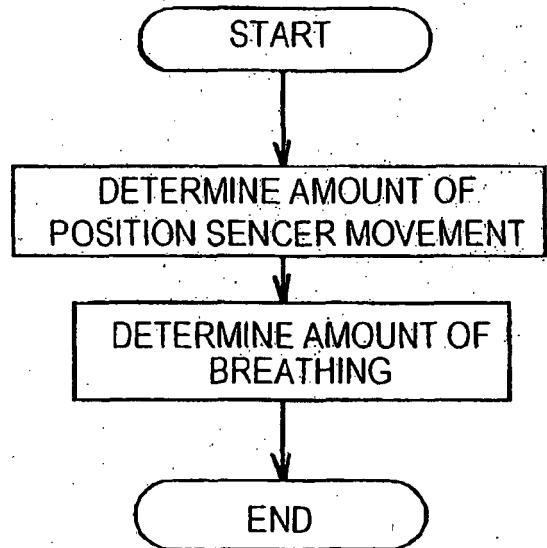 START
DETERMINE AMOUNT OF
POSITION SENCER MOVEMENT
DETERMINE AMOUNT OF
BREATHING
END